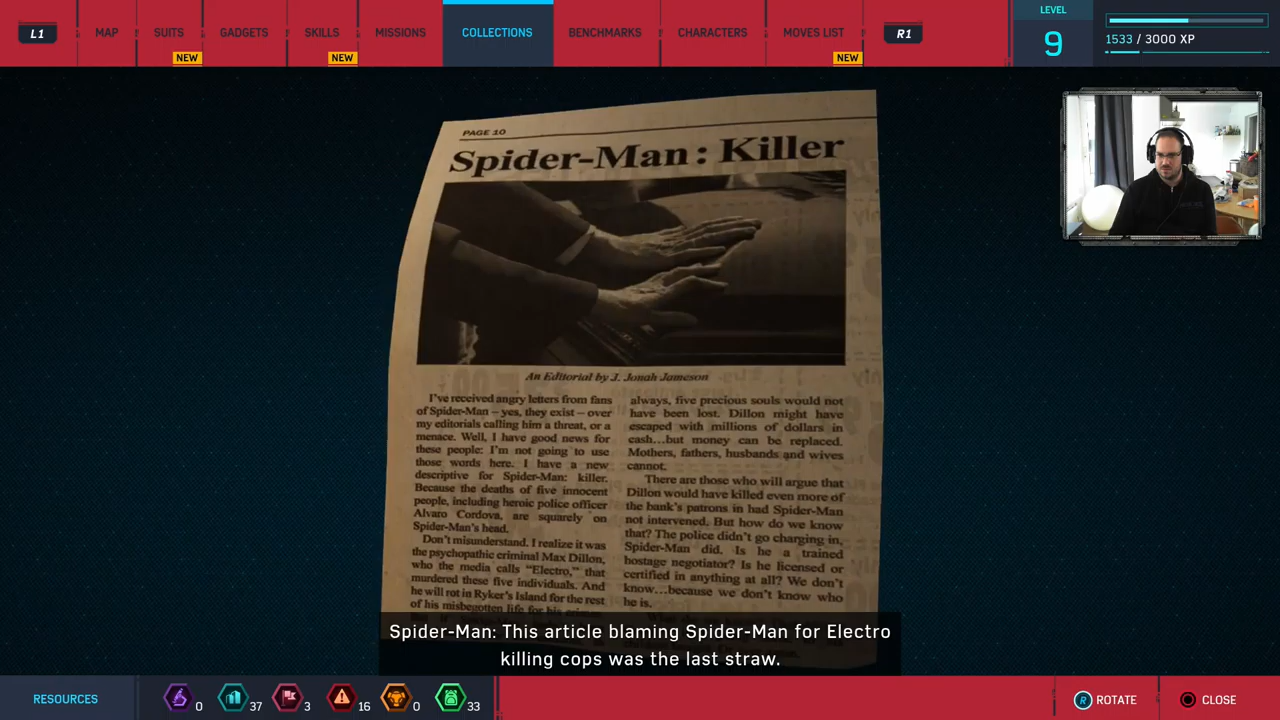 L1 MAP SUITS GADGETS SKILLS MISSIONS COLLECTIONS BENCHMARKS CHARACTERS MOVES LIST R1
NEW NEW NEW
LEVEL
9
1533 / 3000 XP
PAGE 10
Spider-Man : Killer
An Editorial by J. Jonah Jameson
I've received angry letters from fans
of Spider-Man – yes, they exist – over
my editorials calling him a threat, or a
menace. Well, I have good news for
these people: I'm not going to use
those words here. I have a new
descriptive for Spider-Man: killer.
Because the deaths of five innocent
people, including heroic police officer
Alvaro Cordova, are squarely on
Spider-Man's head.
Don't misunderstand. I realize it was
the psychopathic criminal Max Dillon,
who the media calls "Electro," that
murdered these five individuals. And
he will rot in Ryker's Island for the rest
of his misbegotten life for his
always, five precious souls would not
have been lost. Dillon might have
escaped with millions of dollars in
cash...but money can be replaced.
Mothers, fathers, husbands and wives
cannot.
There are those who will argue that
Dillon would have killed even more of
the bank's patrons in had Spider-Man
not intervened. But how do we know
that? The police didn't go charging in,
Spider-Man did. Is he a trained
hostage negotiator? Is he licensed or
certified in anything at all? We don't
know...because we don't know who
he is.
Spider-Man: This article blaming Spider-Man for Electro
killing cops was the last straw.
RESOURCES 0 37 3 16 0 33
R ROTATE CLOSE